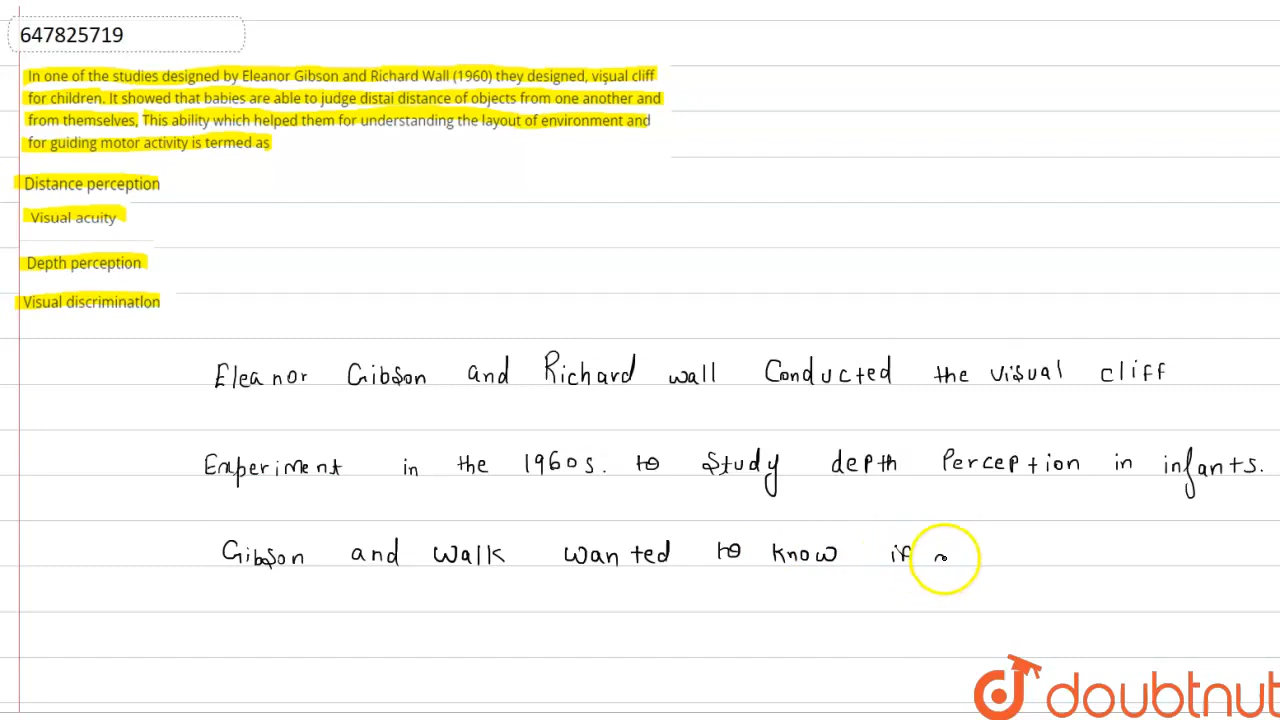 647825719
In one of the studies designed by Eleanor Gibson and Richard Wall (1960) they designed, visual cliff
for children. It showed that babies are able to judge distai distance of objects from one another and
from themselves, This ability which helped them for understanding the layout of environment and
for guiding motor activity is termed as
Distance perception
Visual acuity
Depth perception
Visual discrimination
Eleanor Gibson and Richard wall Conducted the visual cliff
Experiment in the 1960s. to Study depth Perception in infants.
Gibson and Walk wanted to know if
doubtnut